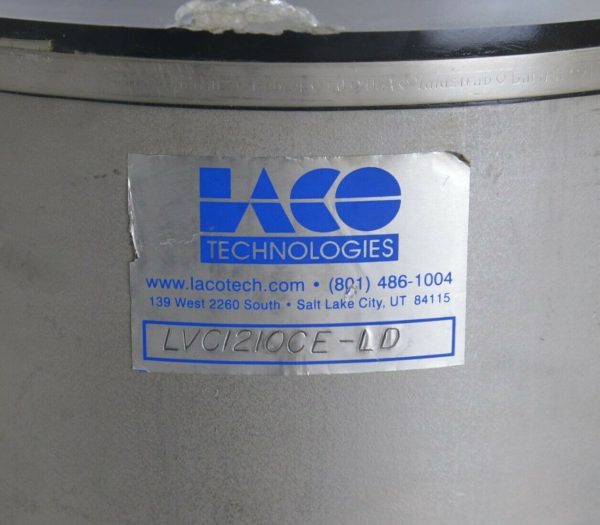 LACO
TECHNOLOGIES
www.lacotech.com • (801) 486-1004
139 West 2260 South • Salt Lake City, UT 84115
LVC1210CE-LD